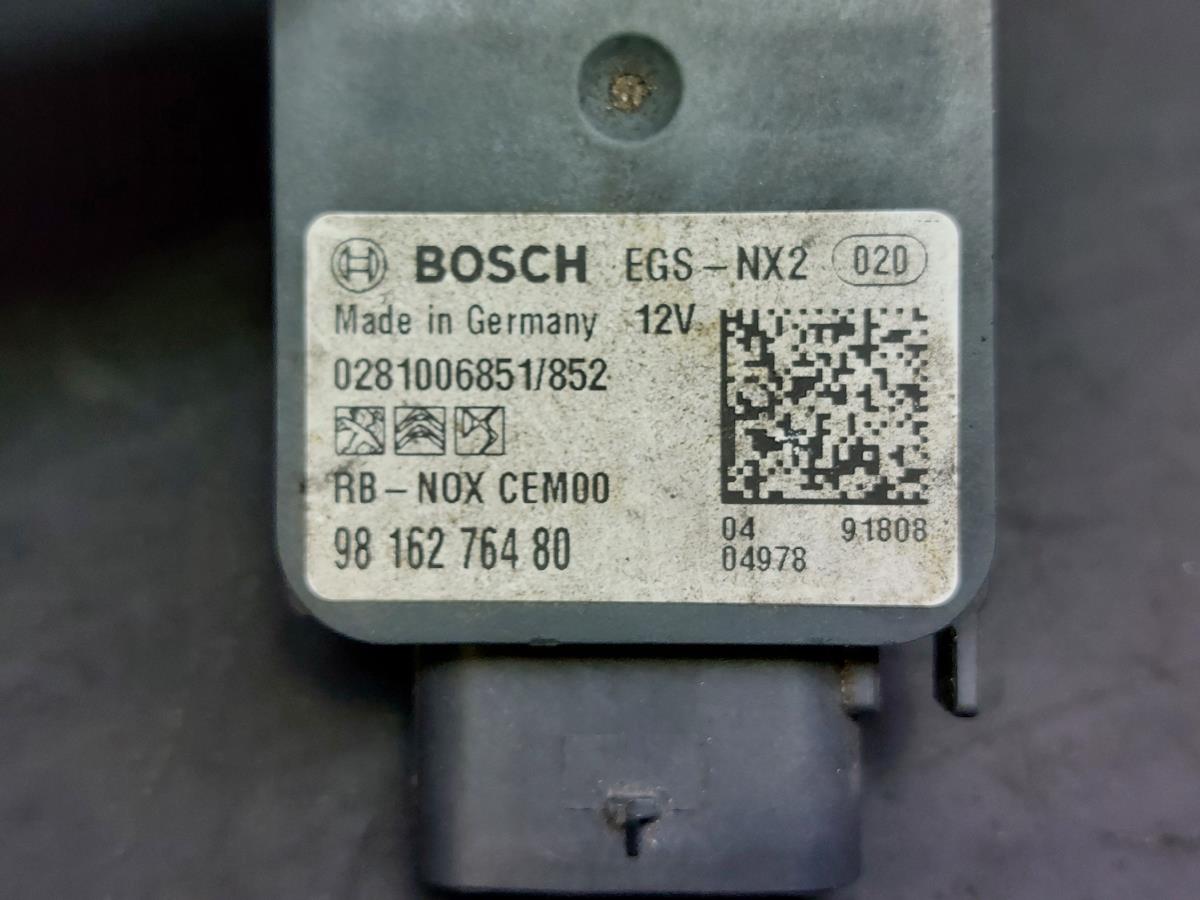 BOSCH EGS-NX2 020
Made in Germany 12V
0281006851/852
RB-NOX CEM00
98 162 764 80
04 91808
04978